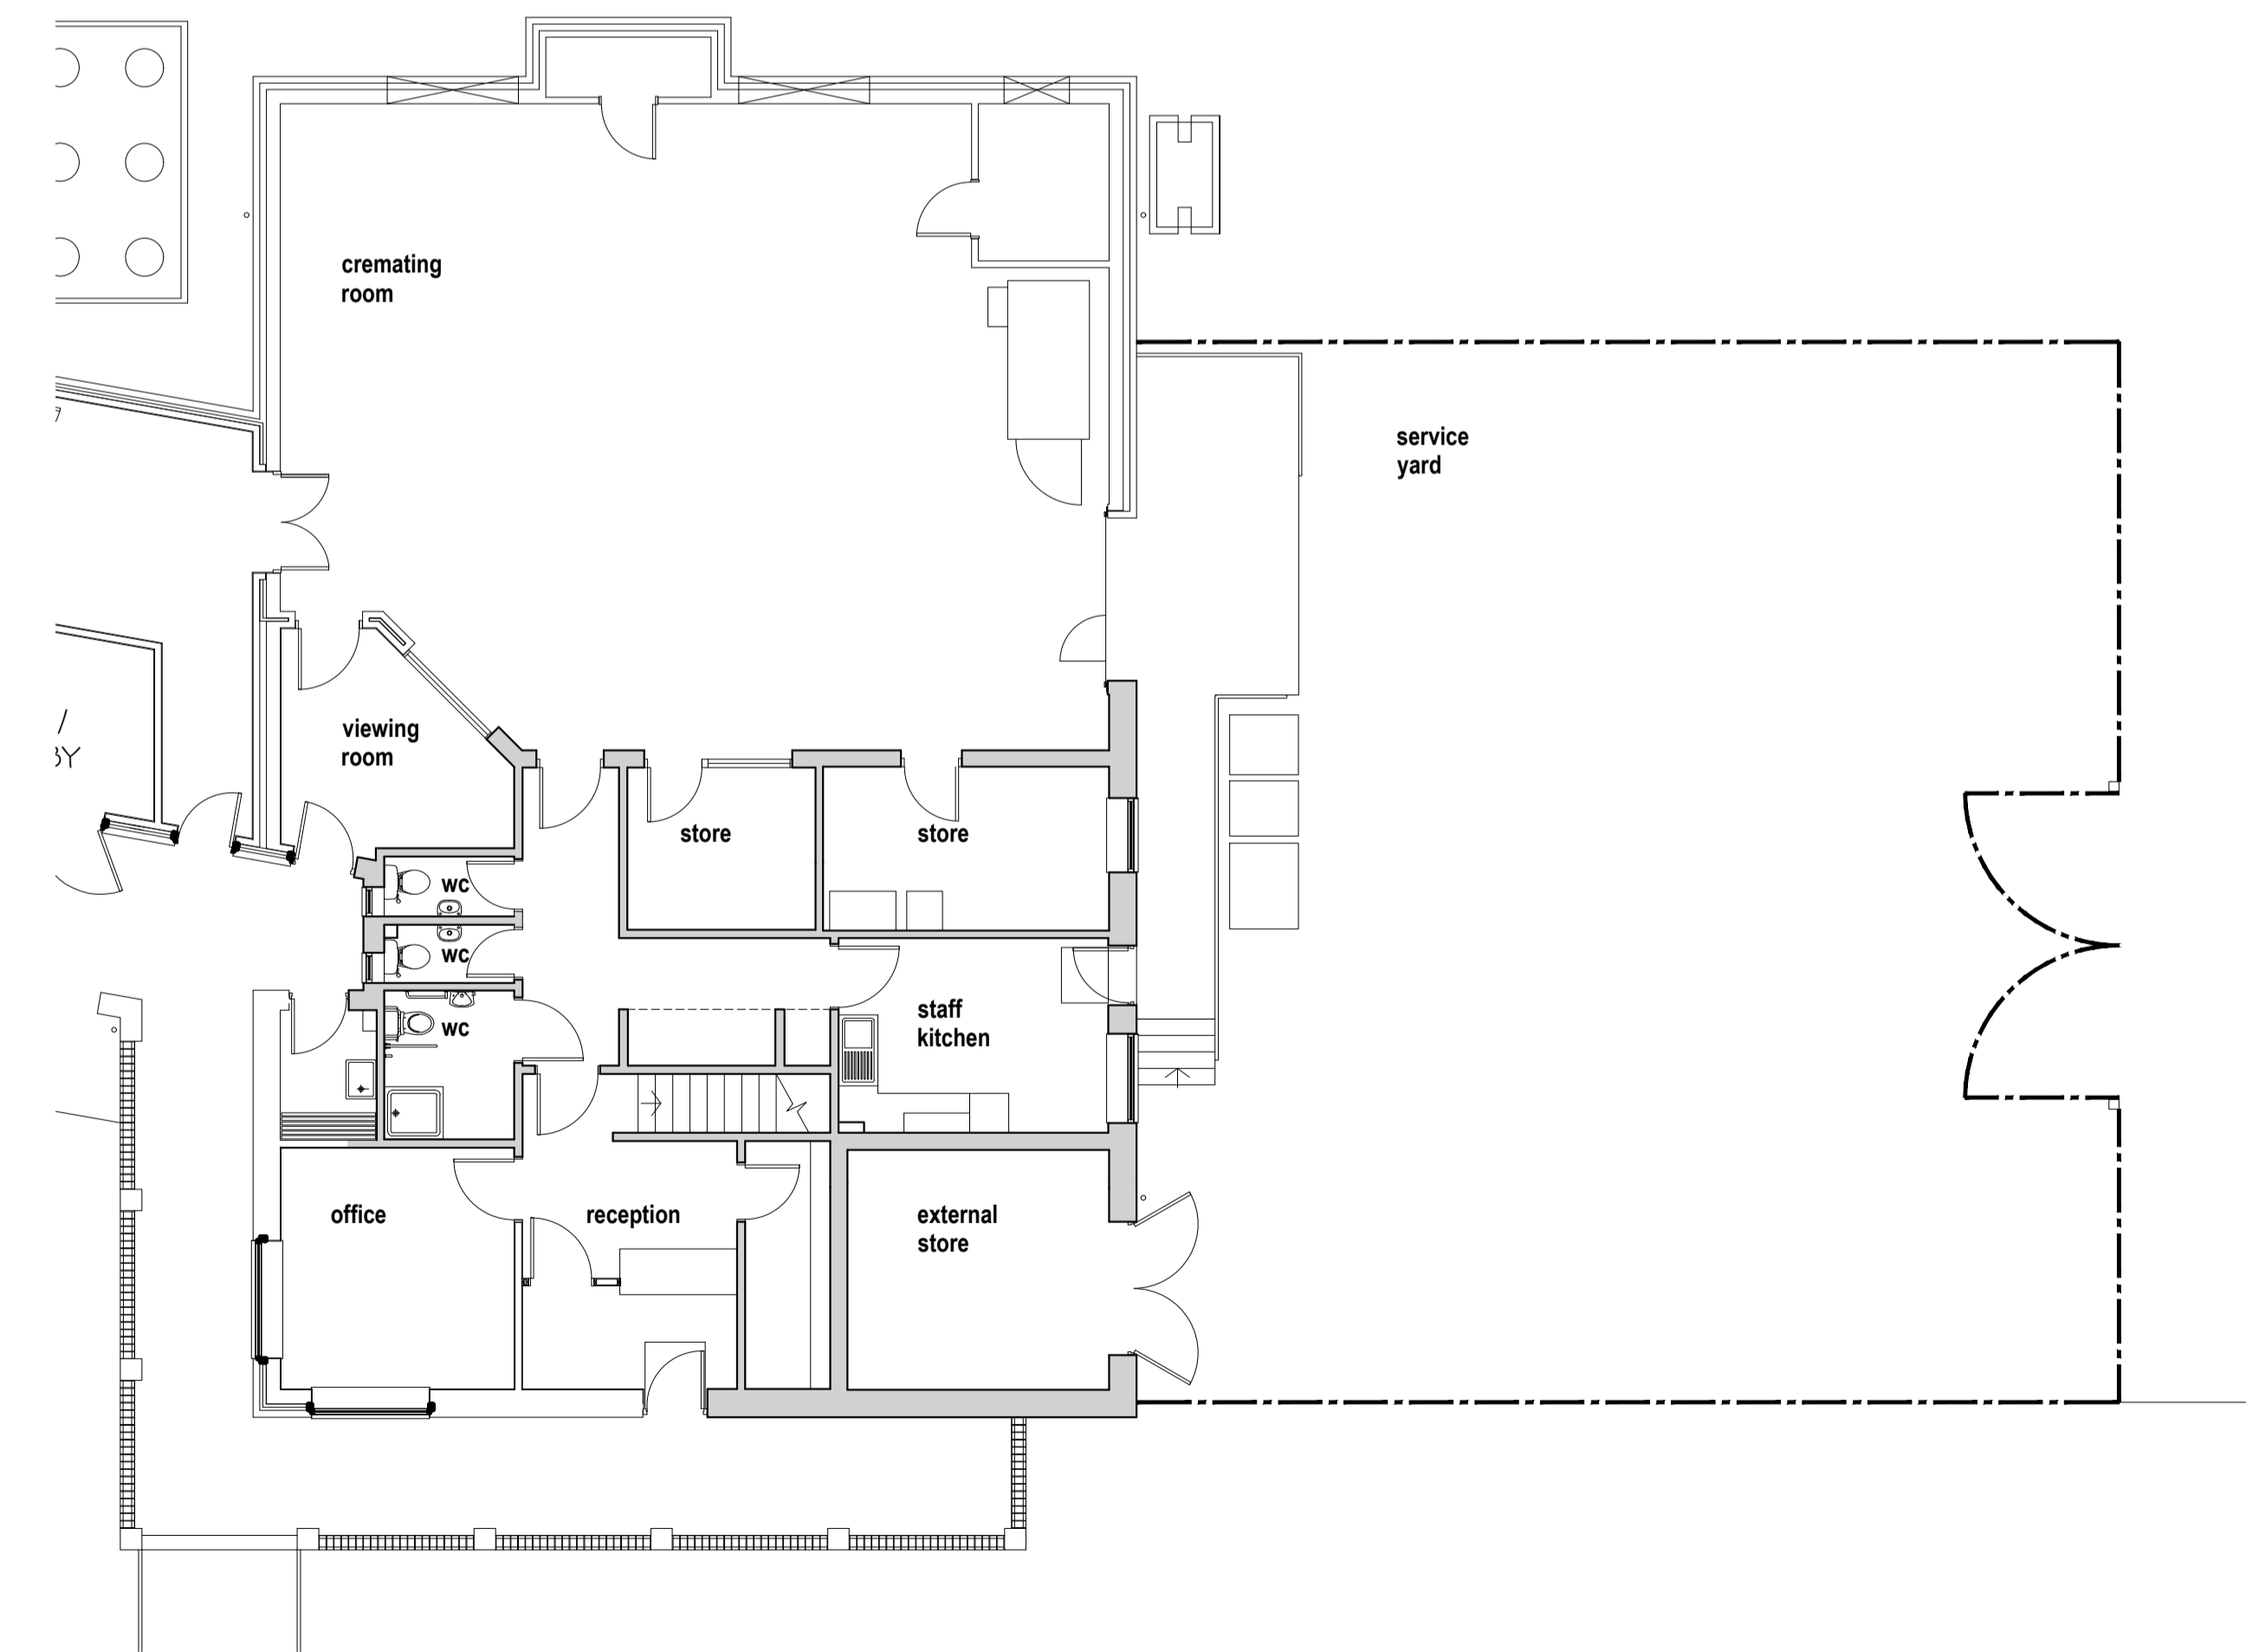 cremating
room
service
yard
viewing
room
store
store
wc
wc
wc
staff
kitchen
office
reception
external
store